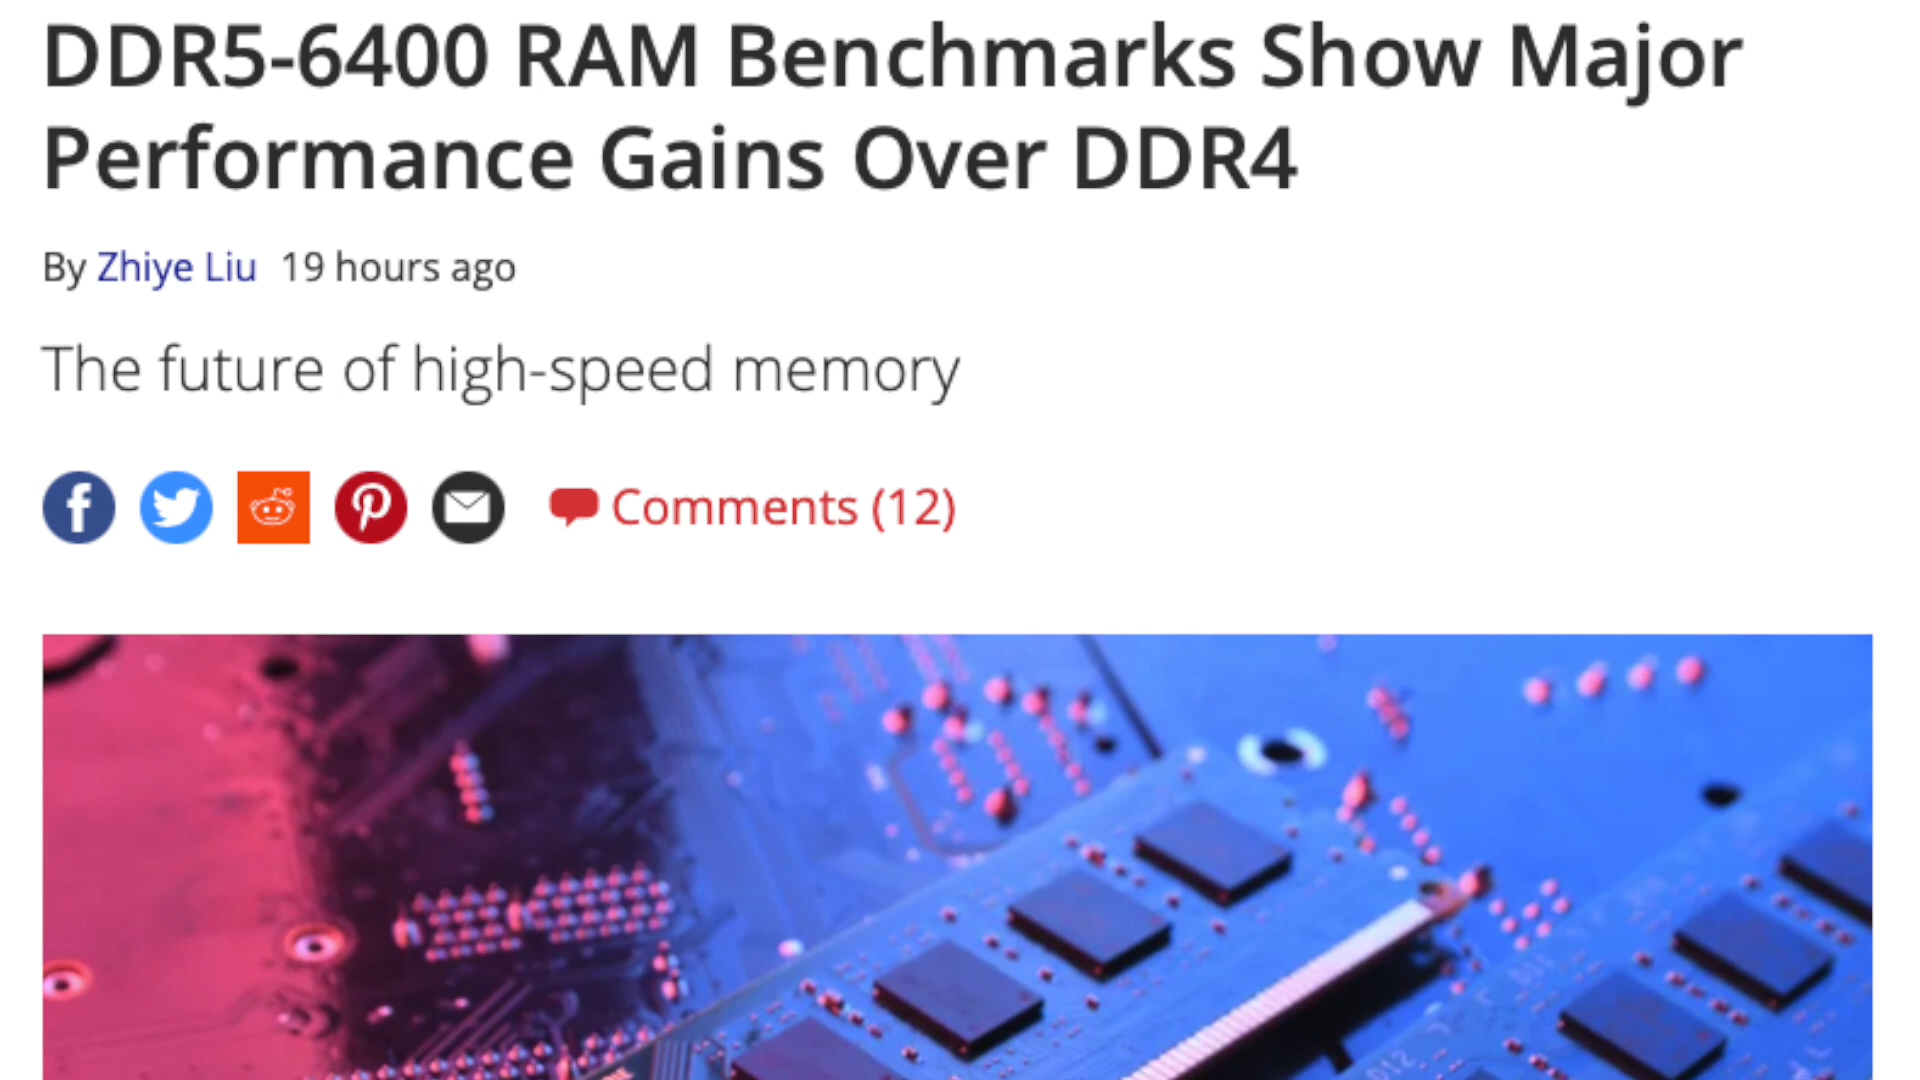 DDR5-6400 RAM Benchmarks Show Major
Performance Gains Over DDR4
By Zhiye Liu 19 hours ago
The future of high-speed memory
Comments (12)